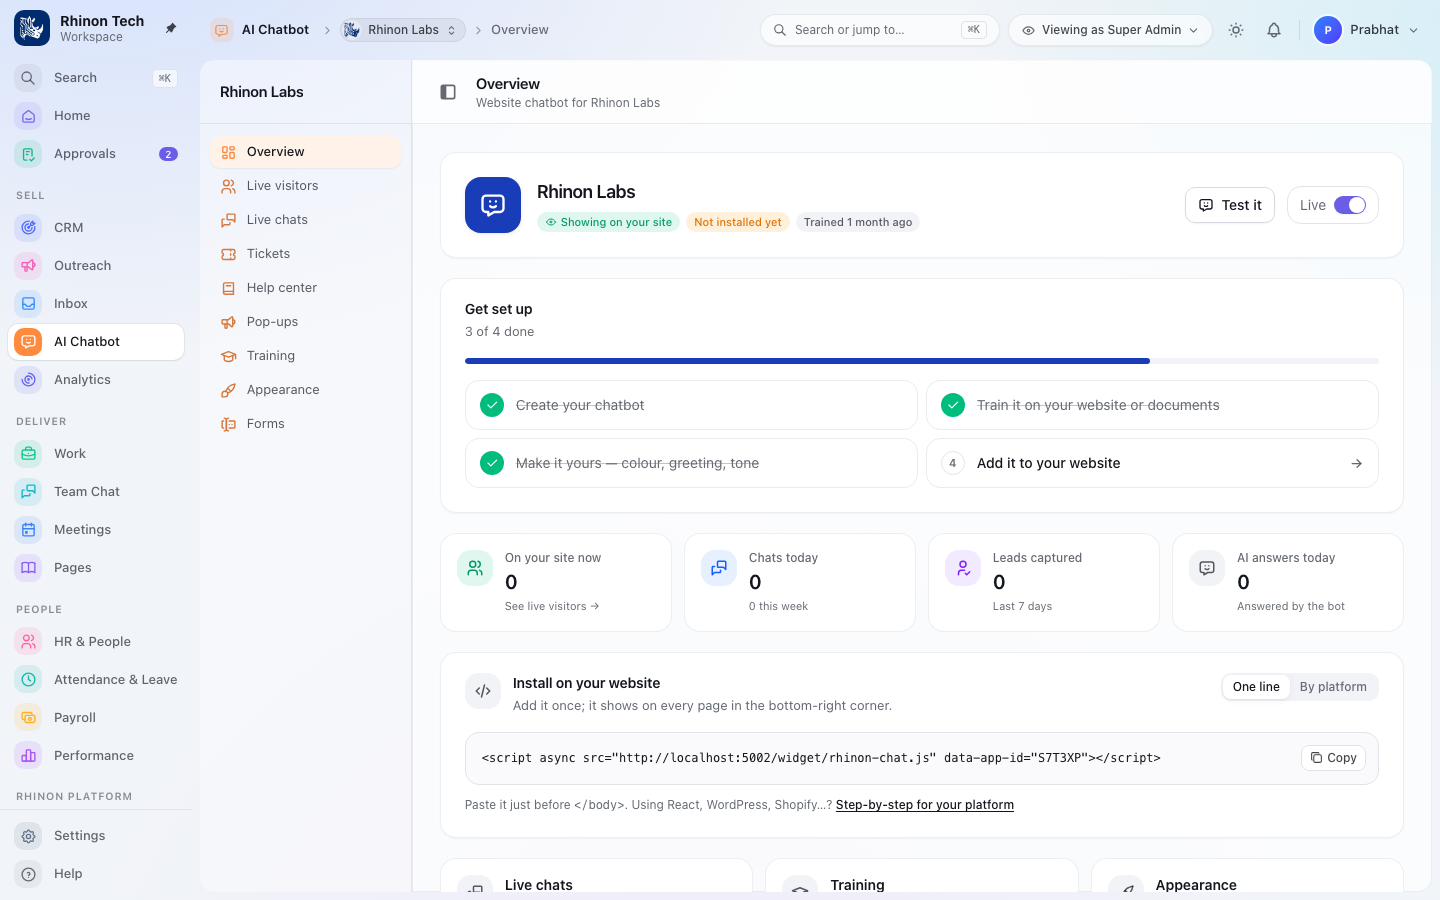 Rhinon Tech
Workspace
AI Chatbot
Rhinon Labs
Overview
Search or jump to...
⌘K
Viewing as Super Admin
P
Prabhat
Search
⌘K
Home
Approvals
2
SELL
CRM
Outreach
Inbox
AI Chatbot
Analytics
DELIVER
Work
Team Chat
Meetings
Pages
PEOPLE
HR & People
Attendance & Leave
Payroll
Performance
RHINON PLATFORM
Settings
Help
Rhinon Labs
Overview
Live visitors
Live chats
Tickets
Help center
Pop-ups
Training
Appearance
Forms
Overview
Website chatbot for Rhinon Labs
Rhinon Labs
Showing on your site
Not installed yet
Trained 1 month ago
Test it
Live
Get set up
3 of 4 done
Create your chatbot
Train it on your website or documents
Make it yours — colour, greeting, tone
4
Add it to your website
On your site now
0
See live visitors →
Chats today
0
0 this week
Leads captured
0
Last 7 days
AI answers today
0
Answered by the bot
Install on your website
Add it once; it shows on every page in the bottom-right corner.
One line
By platform
<script async src="http://localhost:5002/widget/rhinon-chat.js" data-app-id="S7T3XP"></script>
Copy
Paste it just before </body>. Using React, WordPress, Shopify...? Step-by-step for your platform
Live chats
Training
Appearance